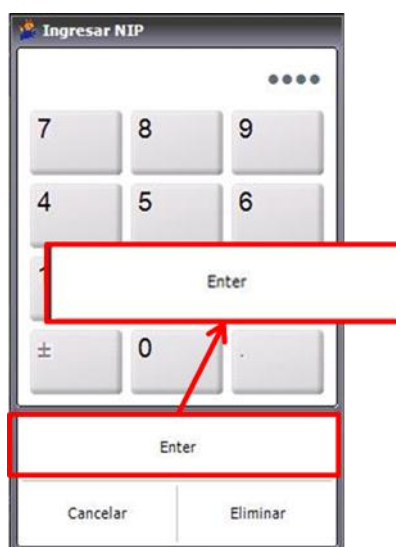 Ingresar NIP
••••
7 8 9
4 5 6
Enter
± 0 .
Enter
Cancelar Eliminar